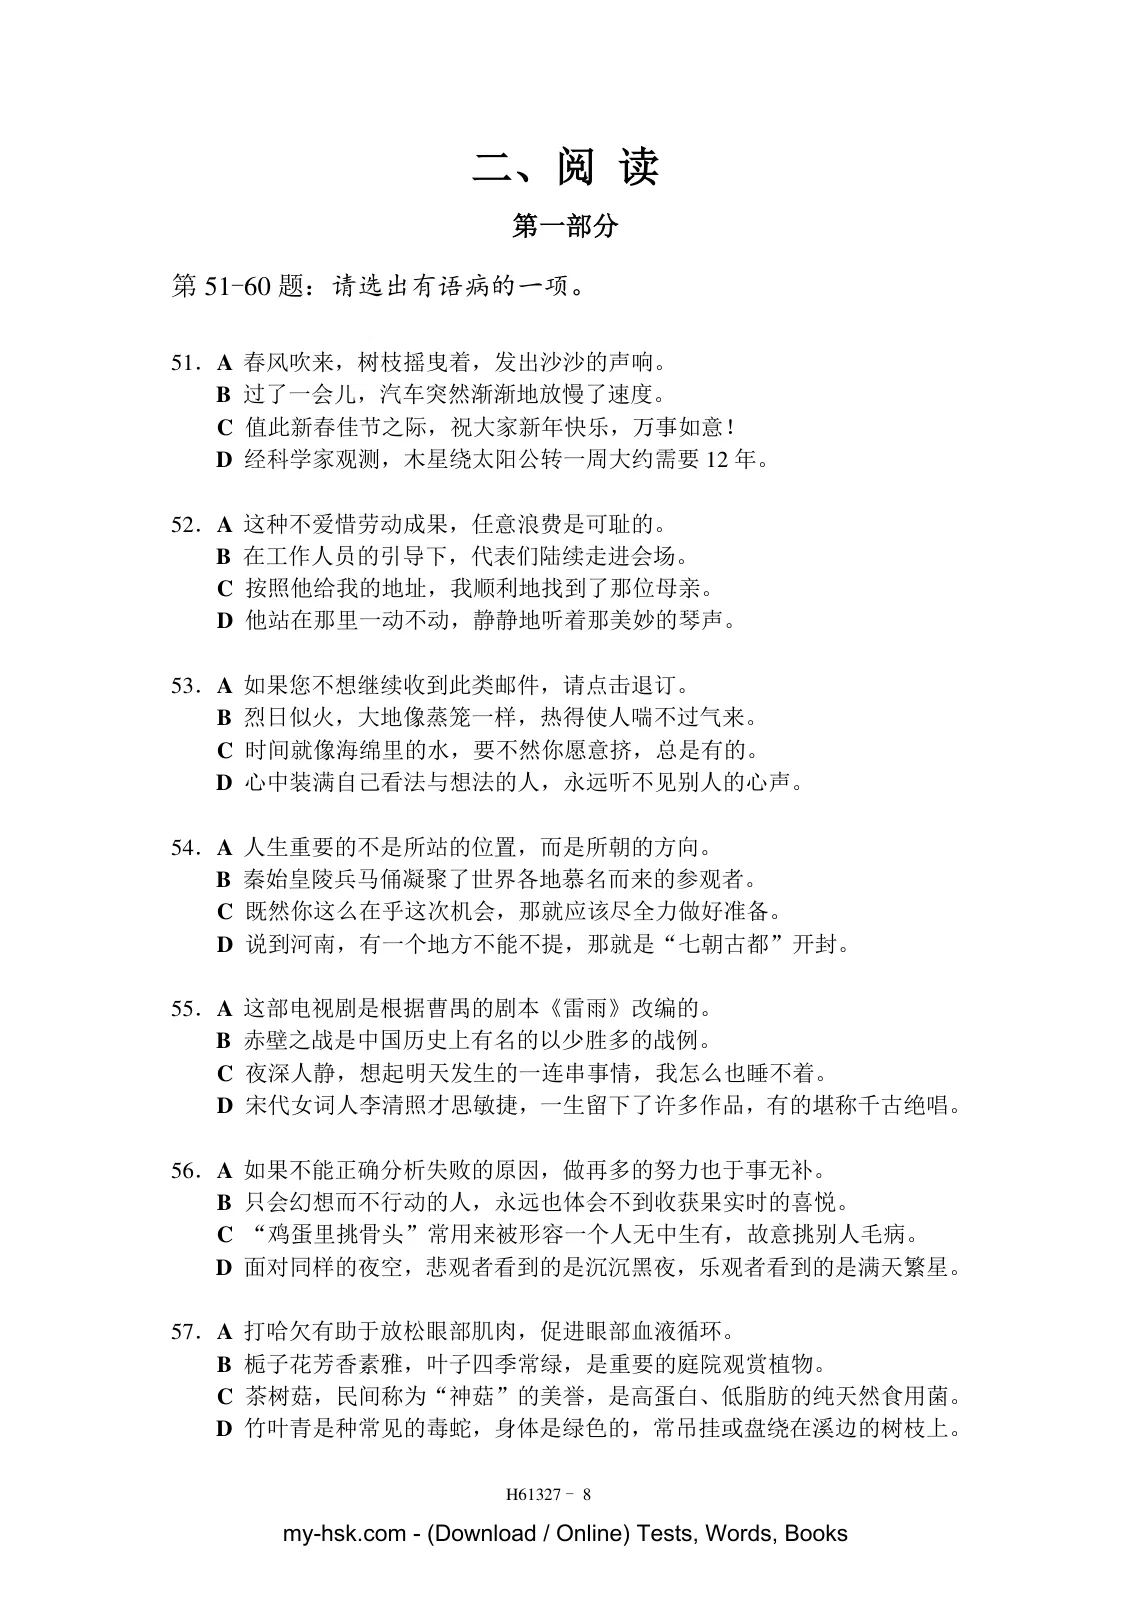 二、阅 读
第一部分
第 51-60 题：请选出有语病的一项。
51．A 春风吹来，树枝摇曳着，发出沙沙的声响。
B 过了一会儿，汽车突然渐渐地放慢了速度。
C 值此新春佳节之际，祝大家新年快乐，万事如意！
D 经科学家观测，木星绕太阳公转一周大约需要 12 年。
52．A 这种不爱惜劳动成果，任意浪费是可耻的。
B 在工作人员的引导下，代表们陆续走进会场。
C 按照他给我的地址，我顺利地找到了那位母亲。
D 他站在那里一动不动，静静地听着那美妙的琴声。
53．A 如果您不想继续收到此类邮件，请点击退订。
B 烈日似火，大地像蒸笼一样，热得使人喘不过气来。
C 时间就像海绵里的水，要不然你愿意挤，总是有的。
D 心中装满自己看法与想法的人，永远听不见别人的心声。
54．A 人生重要的不是所站的位置，而是所朝的方向。
B 秦始皇陵兵马俑凝聚了世界各地慕名而来的参观者。
C 既然你这么在乎这次机会，那就应该尽全力做好准备。
D 说到河南，有一个地方不能不提，那就是“七朝古都”开封。
55．A 这部电视剧是根据曹禺的剧本《雷雨》改编的。
B 赤壁之战是中国历史上有名的以少胜多的战例。
C 夜深人静，想起明天发生的一连串事情，我怎么也睡不着。
D 宋代女词人李清照才思敏捷，一生留下了许多作品，有的堪称千古绝唱。
56．A 如果不能正确分析失败的原因，做再多的努力也于事无补。
B 只会幻想而不行动的人，永远也体会不到收获果实时的喜悦。
C “鸡蛋里挑骨头”常用来被形容一个人无中生有，故意挑别人毛病。
D 面对同样的夜空，悲观者看到的是沉沉黑夜，乐观者看到的是满天繁星。
57．A 打哈欠有助于放松眼部肌肉，促进眼部血液循环。
B 栀子花芳香素雅，叶子四季常绿，是重要的庭院观赏植物。
C 茶树菇，民间称为“神菇”的美誉，是高蛋白、低脂肪的纯天然食用菌。
D 竹叶青是种常见的毒蛇，身体是绿色的，常吊挂或盘绕在溪边的树枝上。
H61327－ 8
my-hsk.com - (Download / Online) Tests, Words, Books